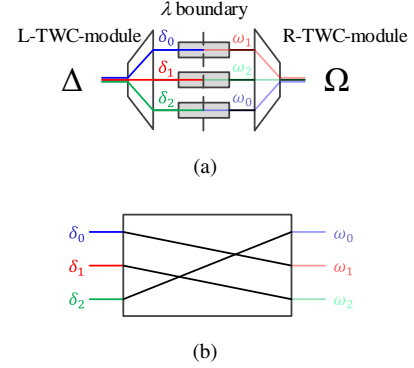 λ boundary
L-TWC-module R-TWC-module
δ₀ ω₁
Δ δ₁ ω₂ Ω
δ₂ ω₀
(a)
δ₀ ω₀
δ₁ ω₁
δ₂ ω₂
(b)